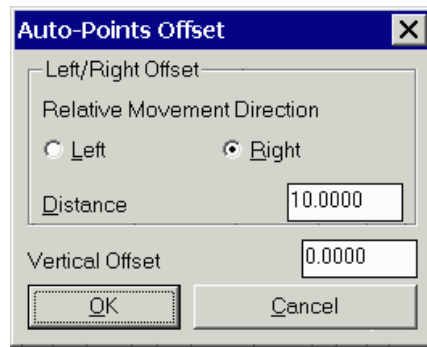 Auto-Points Offset
Left/Right Offset
Relative Movement Direction
Left Right
Distance 10.0000
Vertical Offset 0.0000
OK Cancel